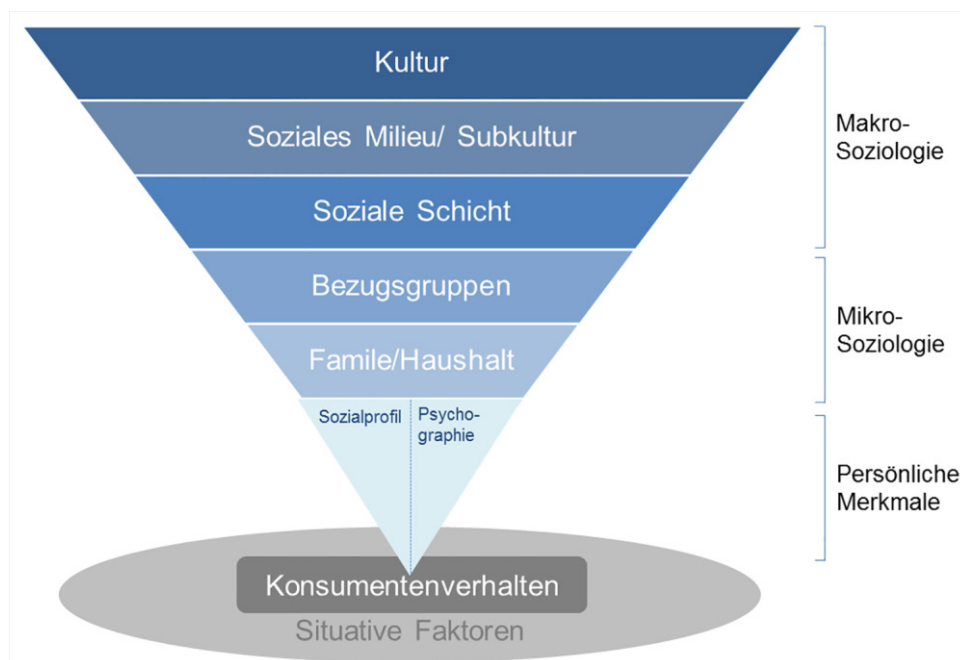 Kultur
Soziales Milieu/ Subkultur
Soziale Schicht
Bezugsgruppen
Famile/Haushalt
Sozialprofil
Psycho-
graphie
Konsumentenverhalten
Situative Faktoren
Makro-
Soziologie
Mikro-
Soziologie
Persönliche
Merkmale